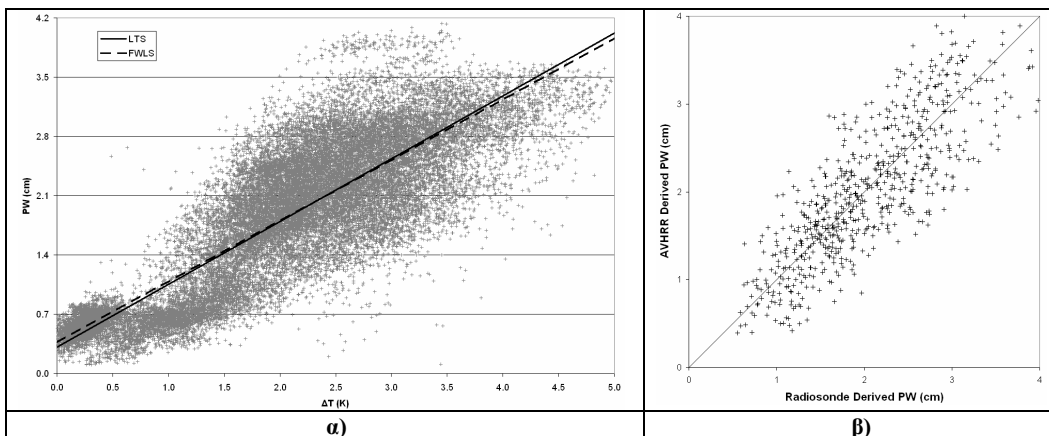 4.2
3.5
2.8
2.1
1.4
0.7
0.0
PW (cm)
LTS
FWLS
0.0 0.5 1.0 1.5 2.0 2.5 3.0 3.5 4.0 4.5 5.0
ΔT (K)
α)
4
3
2
1
0
AVHRR Derived PW (cm)
0 1 2 3 4
Radiosonde Derived PW (cm)
β)